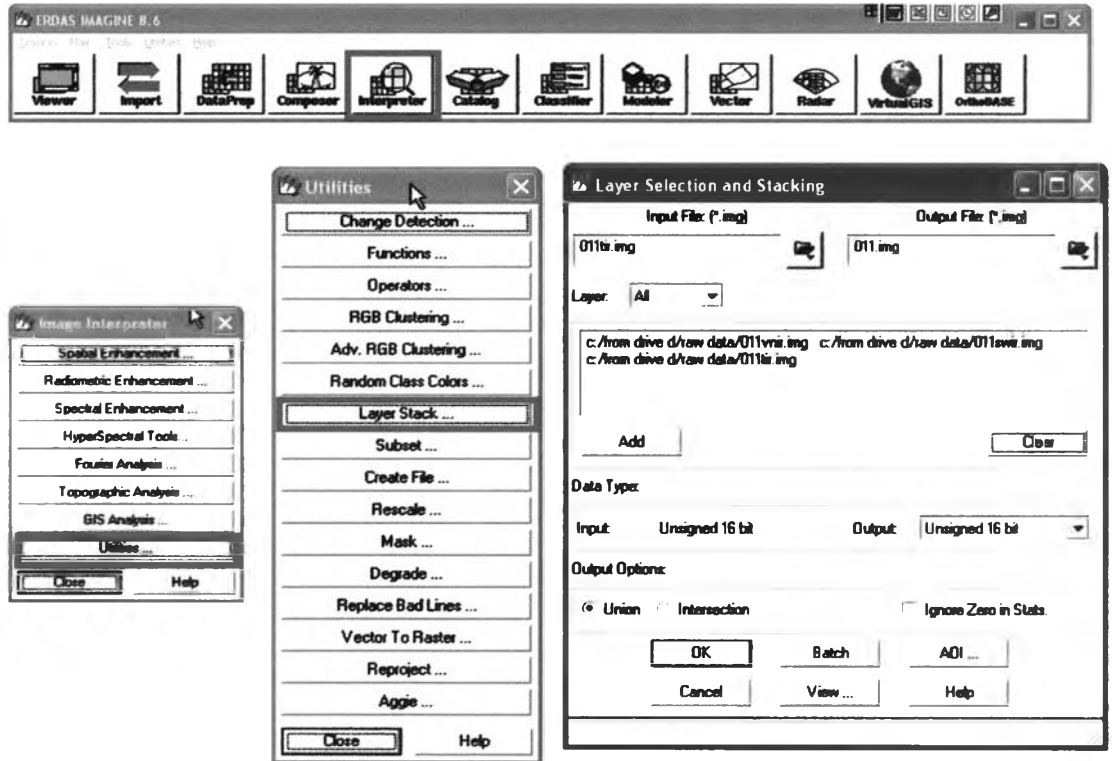 ERDAS IMAGINE 8.6
Session Main Tools Utilities Help
Viewer Import DataPrep Composer Interpreter Catalog Classifier Modeler Vector Radar VirtualGIS OrthoBASE
Image Interpreter
Spatial Enhancement ...
Radiometric Enhancement ...
Spectral Enhancement ...
HyperSpectral Tools...
Fourier Analysis ...
Topographic Analysis ...
GIS Analysis ...
Utilities ...
Close Help
Utilities
Change Detection ...
Functions ...
Operators ...
RGB Clustering ...
Adv. RGB Clustering ...
Random Class Colors ...
Layer Stack ...
Subset ...
Create File ...
Rescale ...
Mask ...
Degrade ...
Replace Bad Lines ...
Vector To Raster ...
Reproject ...
Aggie ...
Close Help
Layer Selection and Stacking
Input File: (*.img) Output File: (*.img)
011tir.img 011.img
Layer: All
c:/from drive d/raw data/011vnir.img c:/from drive d/raw data/011swir.img
c:/from drive d/raw data/011tir.img
Add Clear
Data Type:
Input: Unsigned 16 bit Output: Unsigned 16 bit
Output Options:
Union Intersection Ignore Zero in Stats.
OK Batch AOI ...
Cancel View ... Help